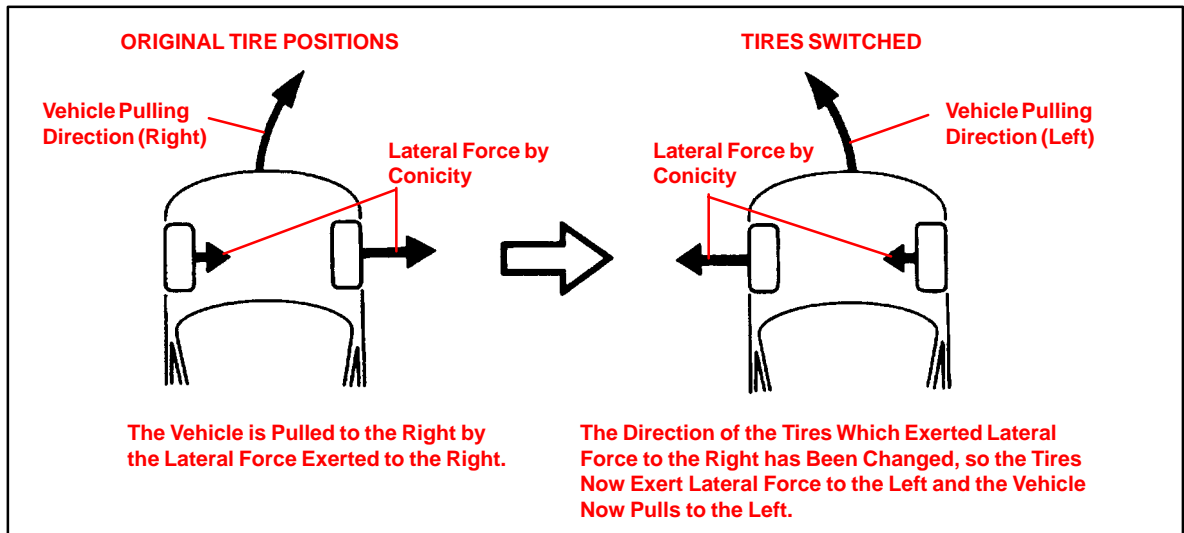 ORIGINAL TIRE POSITIONS
Vehicle Pulling
Direction (Right)
Lateral Force by
Conicity
The Vehicle is Pulled to the Right by
the Lateral Force Exerted to the Right.
TIRES SWITCHED
Vehicle Pulling
Direction (Left)
Lateral Force by
Conicity
The Direction of the Tires Which Exerted Lateral
Force to the Right has Been Changed, so the Tires
Now Exert Lateral Force to the Left and the Vehicle
Now Pulls to the Left.